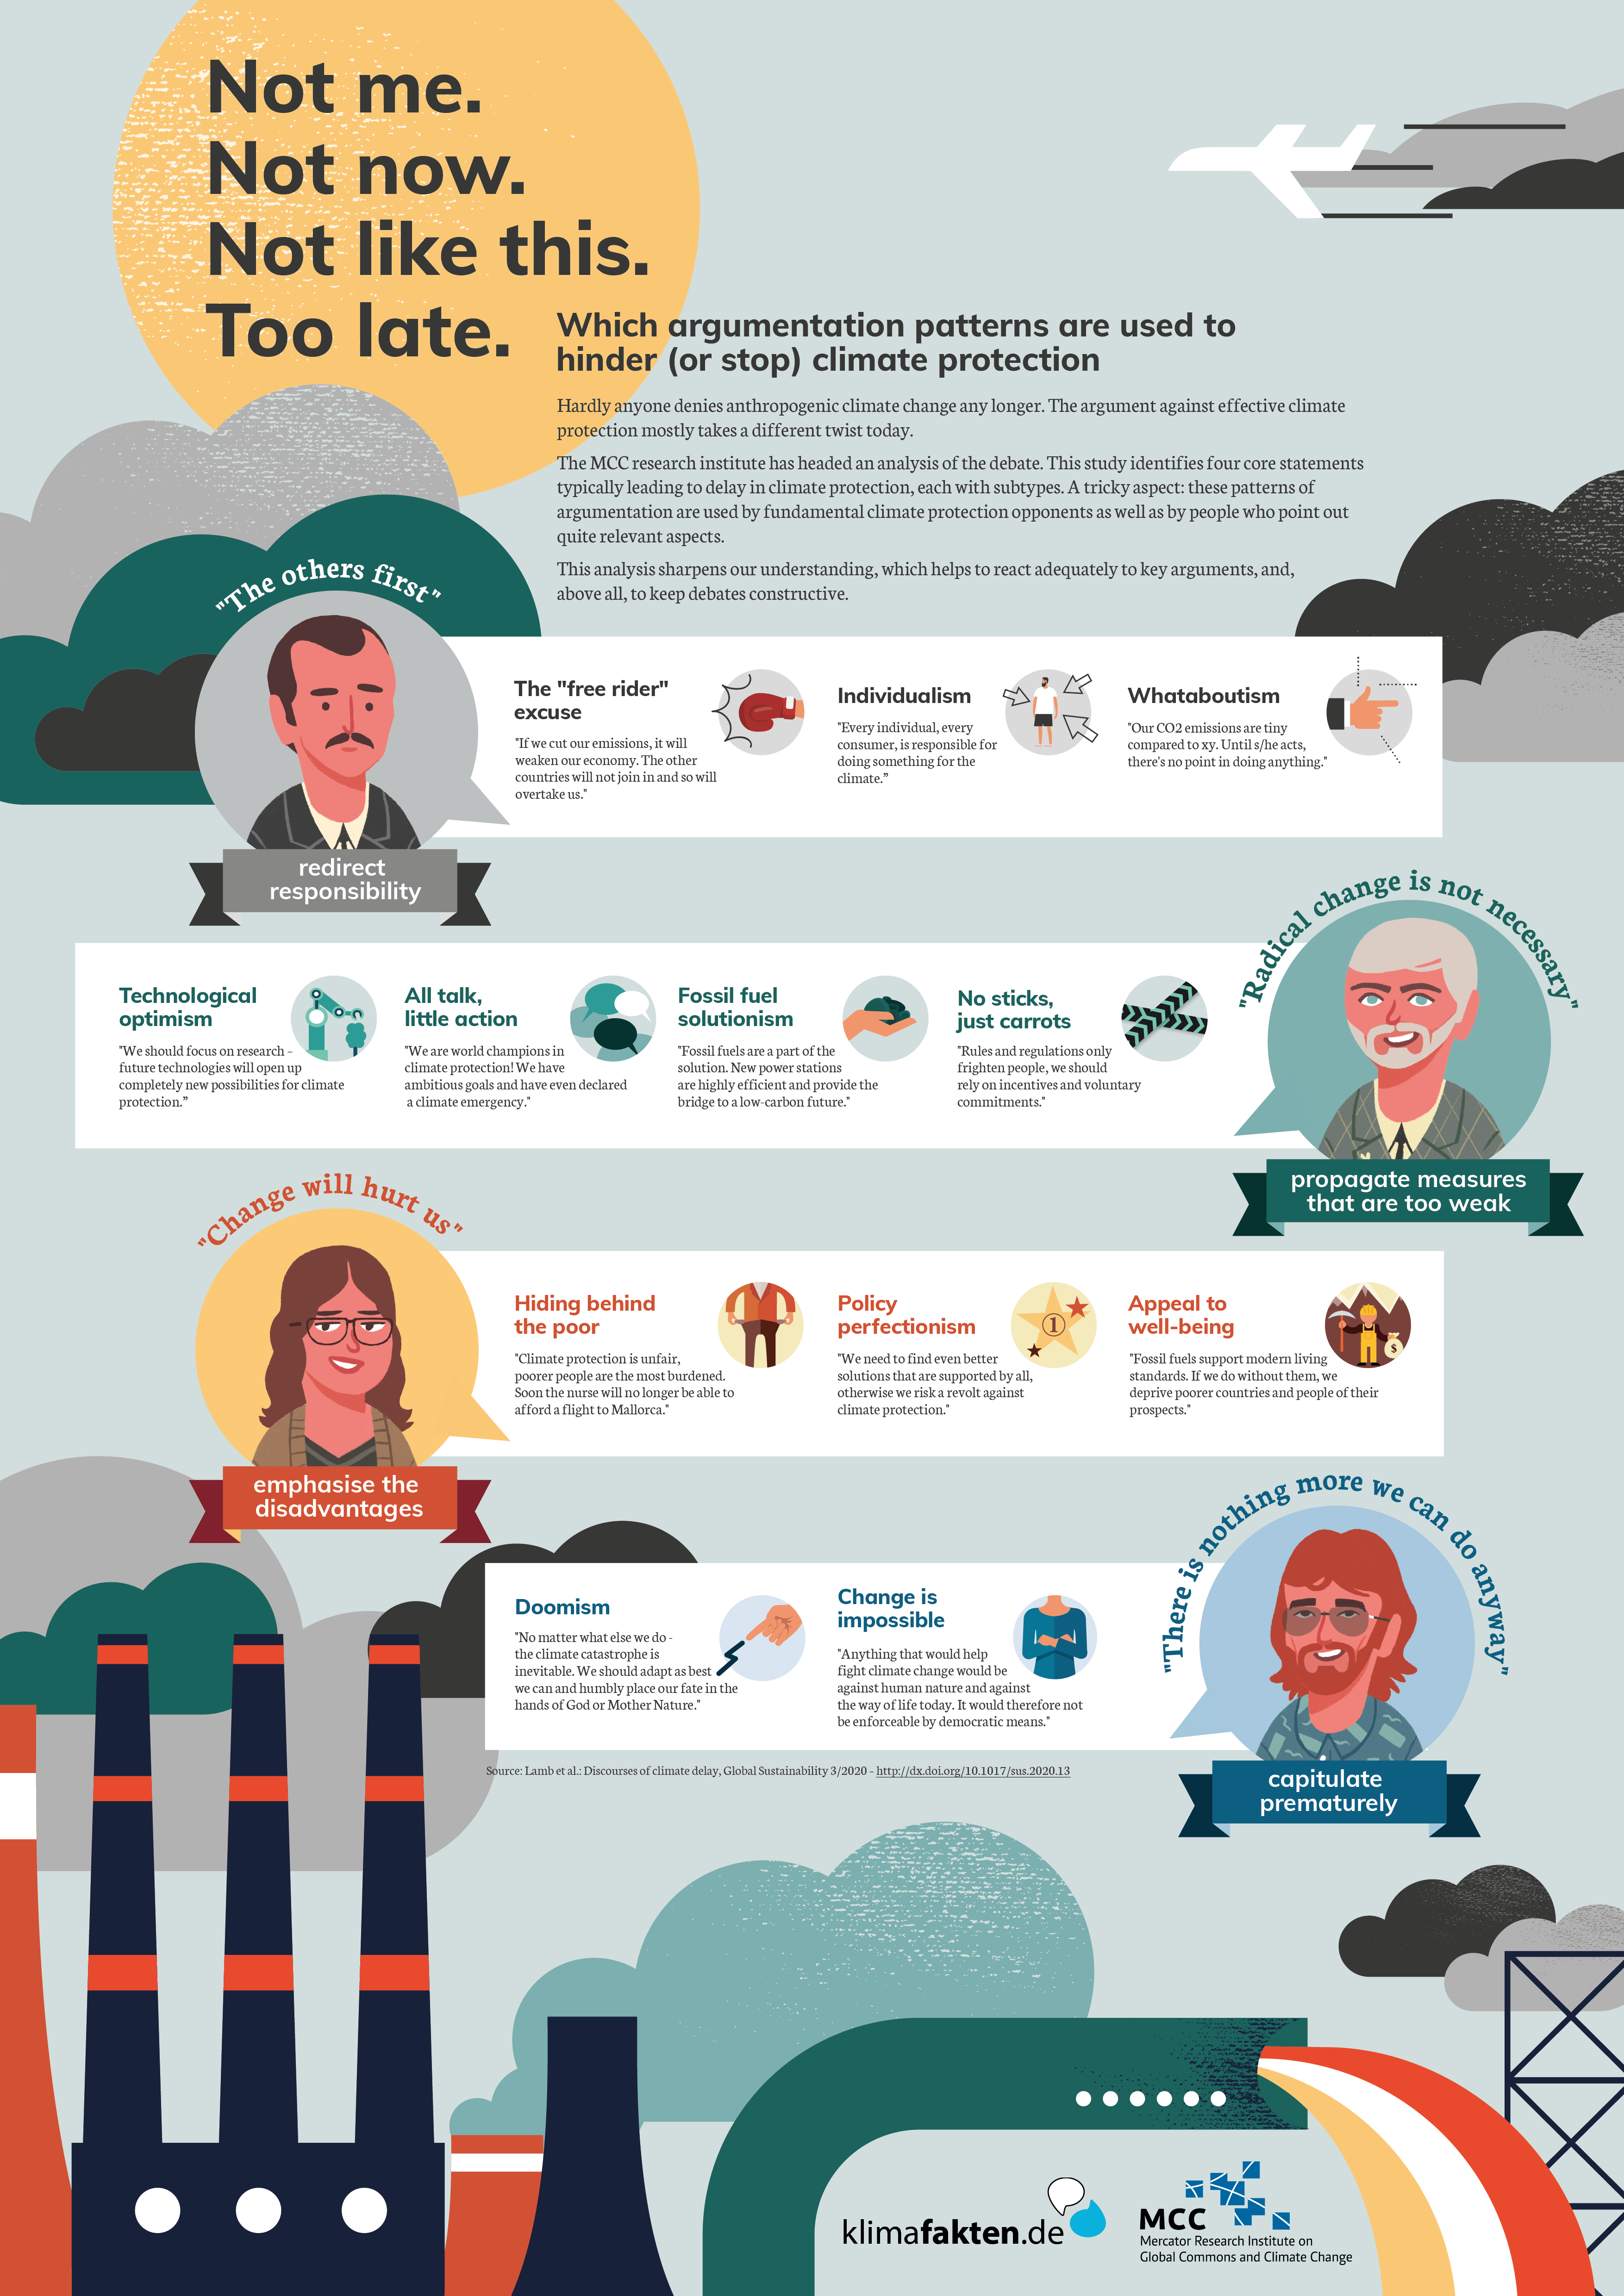 Not me.
Not now.
Not like this.
Too late.
Which argumentation patterns are used to
hinder (or stop) climate protection
Hardly anyone denies anthropogenic climate change any longer. The argument against effective climate
protection mostly takes a different twist today.
The MCC research institute has headed an analysis of the debate. This study identifies four core statements
typically leading to delay in climate protection, each with subtypes. A tricky aspect: these patterns of
argumentation are used by fundamental climate protection opponents as well as by people who point out
quite relevant aspects.
This analysis sharpens our understanding, which helps to react adequately to key arguments, and,
above all, to keep debates constructive.
"The others first"
redirect
responsibility
The "free rider"
excuse
"If we cut our emissions, it will
weaken our economy. The other
countries will not join in and so will
overtake us."
Individualism
"Every individual, every
consumer, is responsible for
doing something for the
climate.”
Whataboutism
"Our CO2 emissions are tiny
compared to xy. Until s/he acts,
there's no point in doing anything."
"Radical change is not necessary"
propagate measures
that are too weak
Technological
optimism
"We should focus on research –
future technologies will open up
completely new possibilities for climate
protection.”
All talk,
little action
"We are world champions in
climate protection! We have
ambitious goals and have even declared
a climate emergency."
Fossil fuel
solutionism
"Fossil fuels are a part of the
solution. New power stations
are highly efficient and provide the
bridge to a low-carbon future."
No sticks,
just carrots
"Rules and regulations only
frighten people, we should
rely on incentives and voluntary
commitments."
"Change will hurt us"
emphasise the
disadvantages
Hiding behind
the poor
"Climate protection is unfair,
poorer people are the most burdened.
Soon the nurse will no longer be able to
afford a flight to Mallorca."
Policy
perfectionism
1
"We need to find even better
solutions that are supported by all,
otherwise we risk a revolt against
climate protection."
Appeal to
well-being
$
"Fossil fuels support modern living
standards. If we do without them, we
deprive poorer countries and people of their
prospects."
"There is nothing more we can do anyway"
capitulate
prematurely
Doomism
"No matter what else we do -
the climate catastrophe is
inevitable. We should adapt as best
we can and humbly place our fate in the
hands of God or Mother Nature."
Change is
impossible
"Anything that would help
fight climate change would be
against human nature and against
the way of life today. It would therefore not
be enforceable by democratic means."
Source: Lamb et al.: Discourses of climate delay, Global Sustainability 3/2020 – http://dx.doi.org/10.1017/sus.2020.13
klimafakten.de
MCC
Mercator Research Institute on
Global Commons and Climate Change